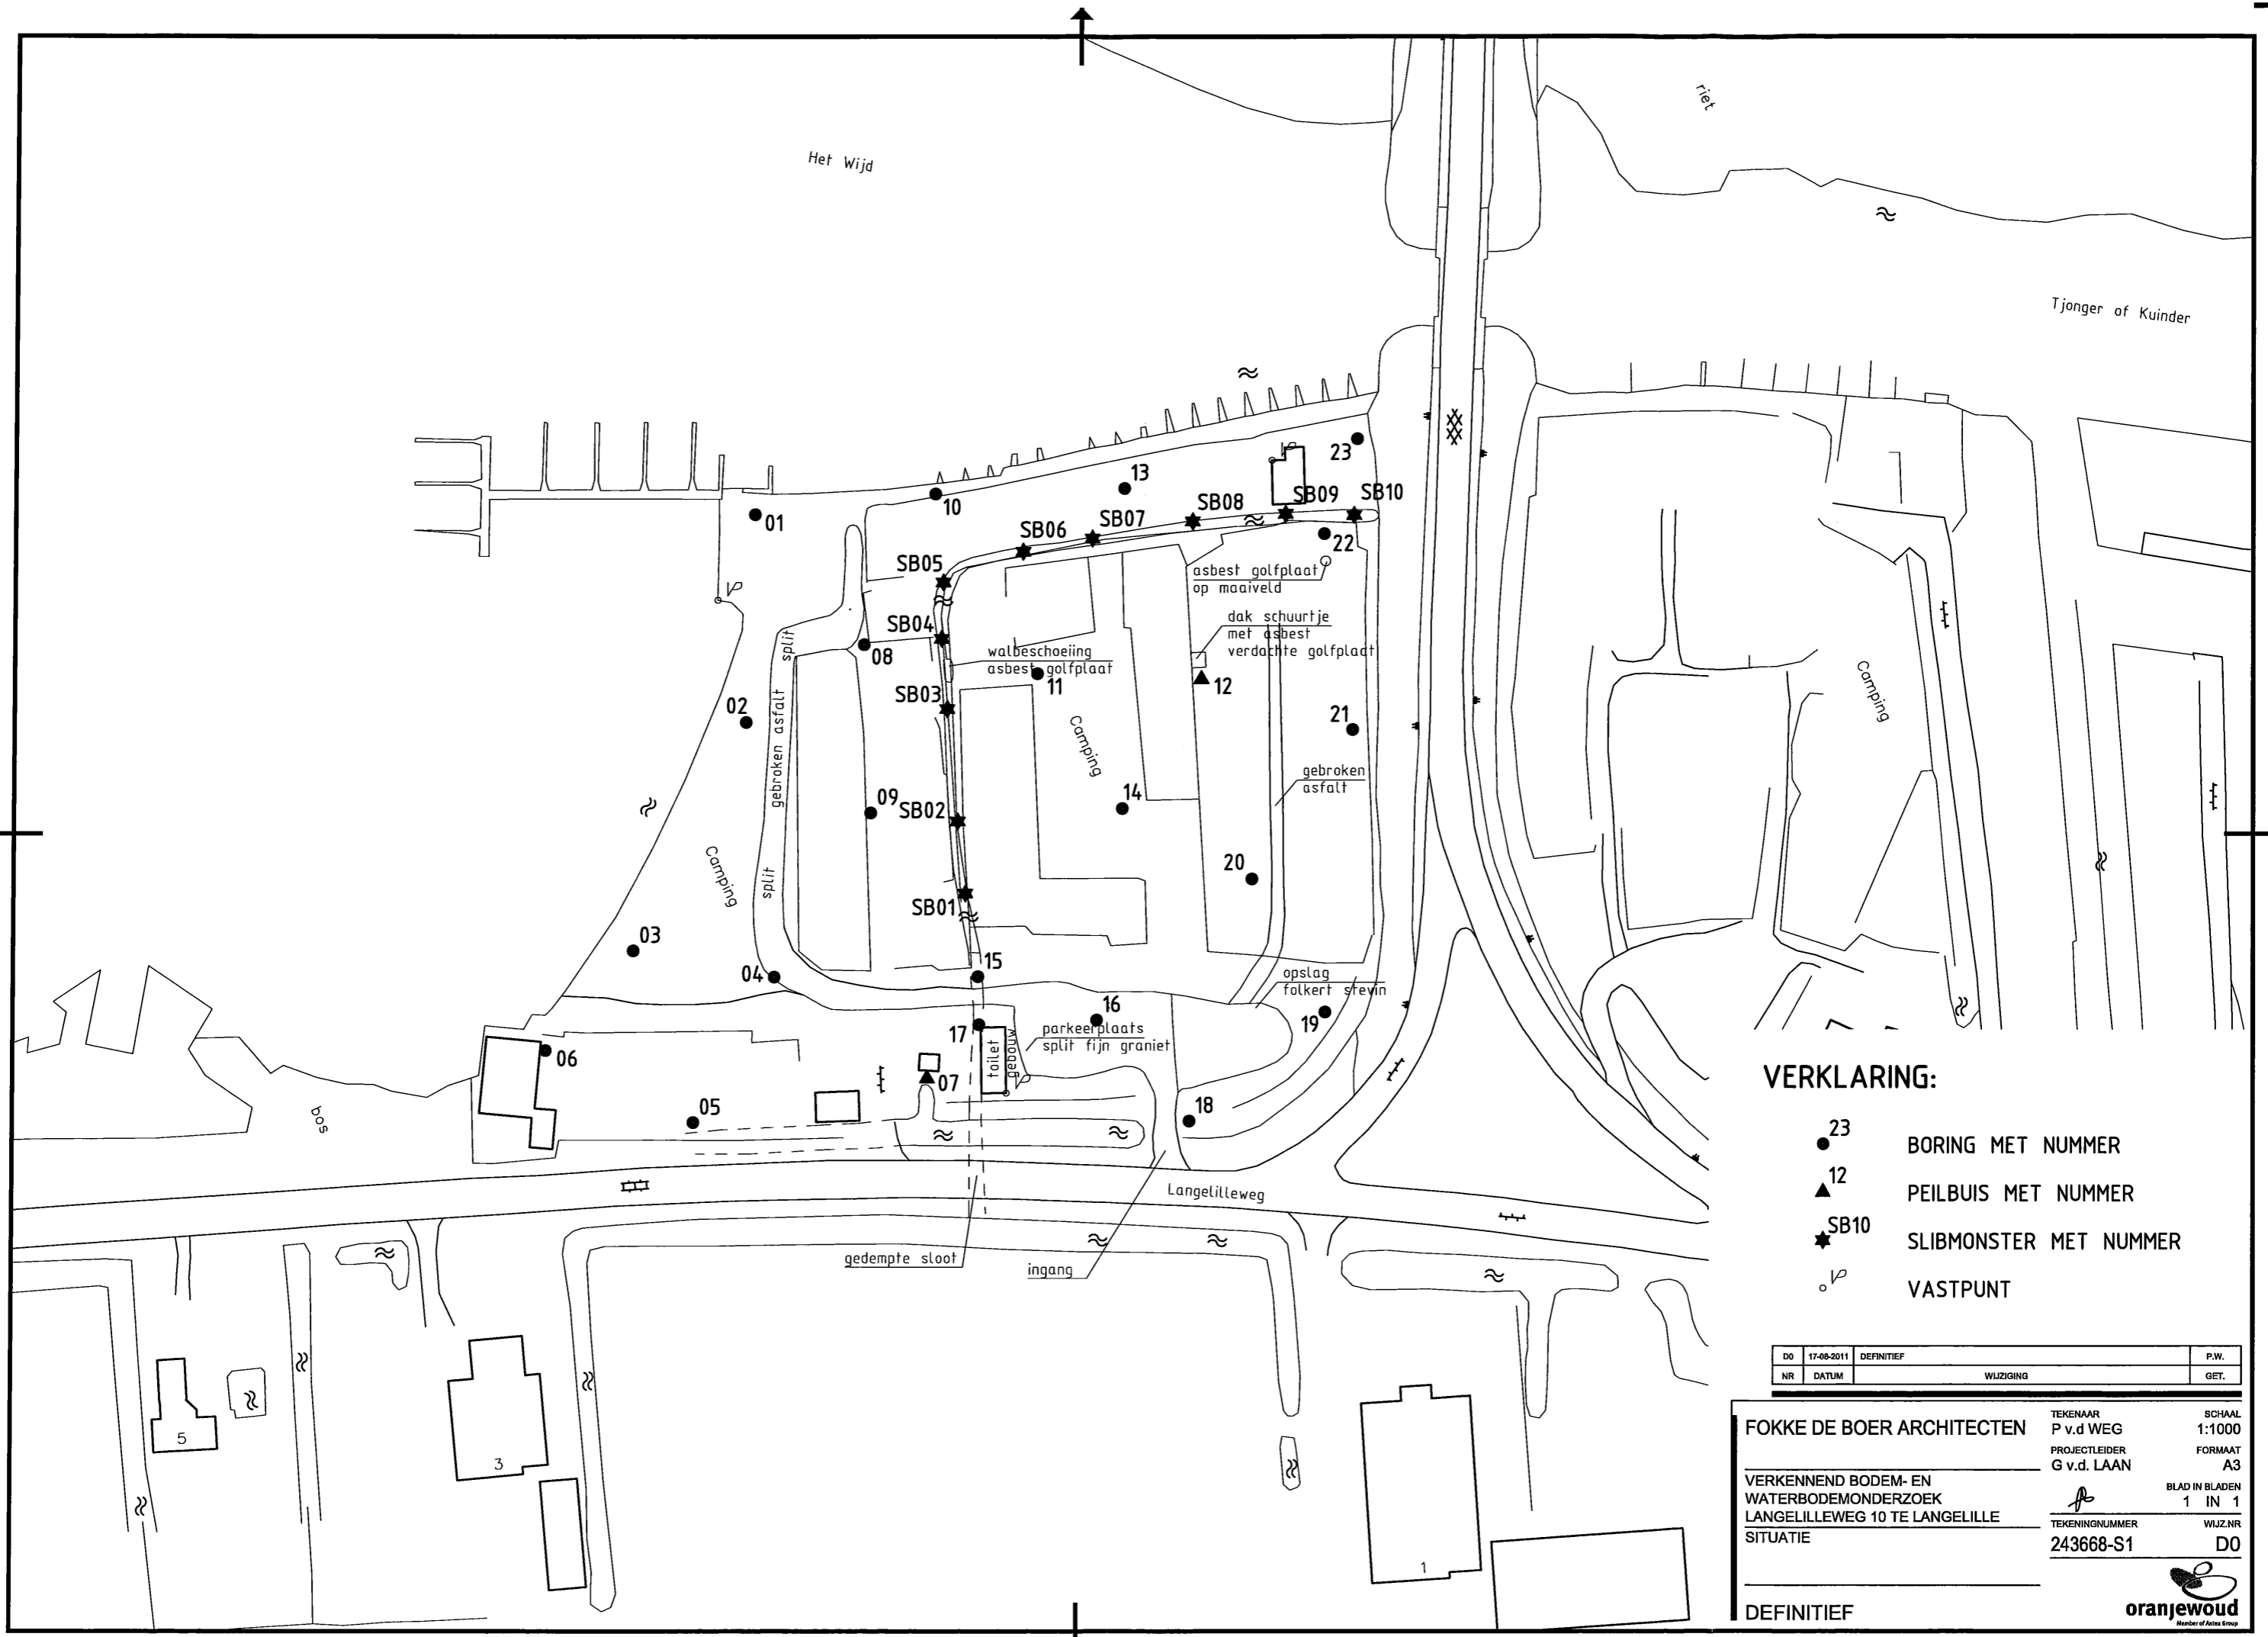 riet
Het Wijd
Tjonger of Kuinder
23
13
10
01
SB10
SB09
SB08
SB07
SB06
SB05
22
asbest golfplaat
op maaiveld
dak schuurtje
met asbest
verdachte golfplaat
SB04
08
split
walbeschoeiing
asbest golfplaat
11
12
SB03
02
gebroken asfalt
Camping
21
Camping
gebroken
asfalt
09
SB02
14
20
Camping
split
SB01
03
04
15
opslag
folkert stevin
16
19
17
parkeerplaats
split fijn graniet
toilet
gebouw
06
07
05
18
bos
Langelilleweg
gedempte sloot
ingang
5
3
1
VERKLARING:
23
BORING MET NUMMER
12
PEILBUIS MET NUMMER
SB10
SLIBMONSTER MET NUMMER
VASTPUNT
D0 17-08-2011 DEFINITIEF P.W.
NR DATUM WIJZIGING GET.
FOKKE DE BOER ARCHITECTEN
TEKENAAR SCHAAL
P v.d WEG 1:1000
PROJECTLEIDER FORMAAT
G v.d. LAAN A3
VERKENNEND BODEM- EN
WATERBODEMONDERZOEK
LANGELILLEWEG 10 TE LANGELILLE
BLAD IN BLADEN
1 IN 1
SITUATIE
TEKENINGNUMMER WIJZ.NR
243668-S1 D0
DEFINITIEF
oranjewoud
Member of Antea Group